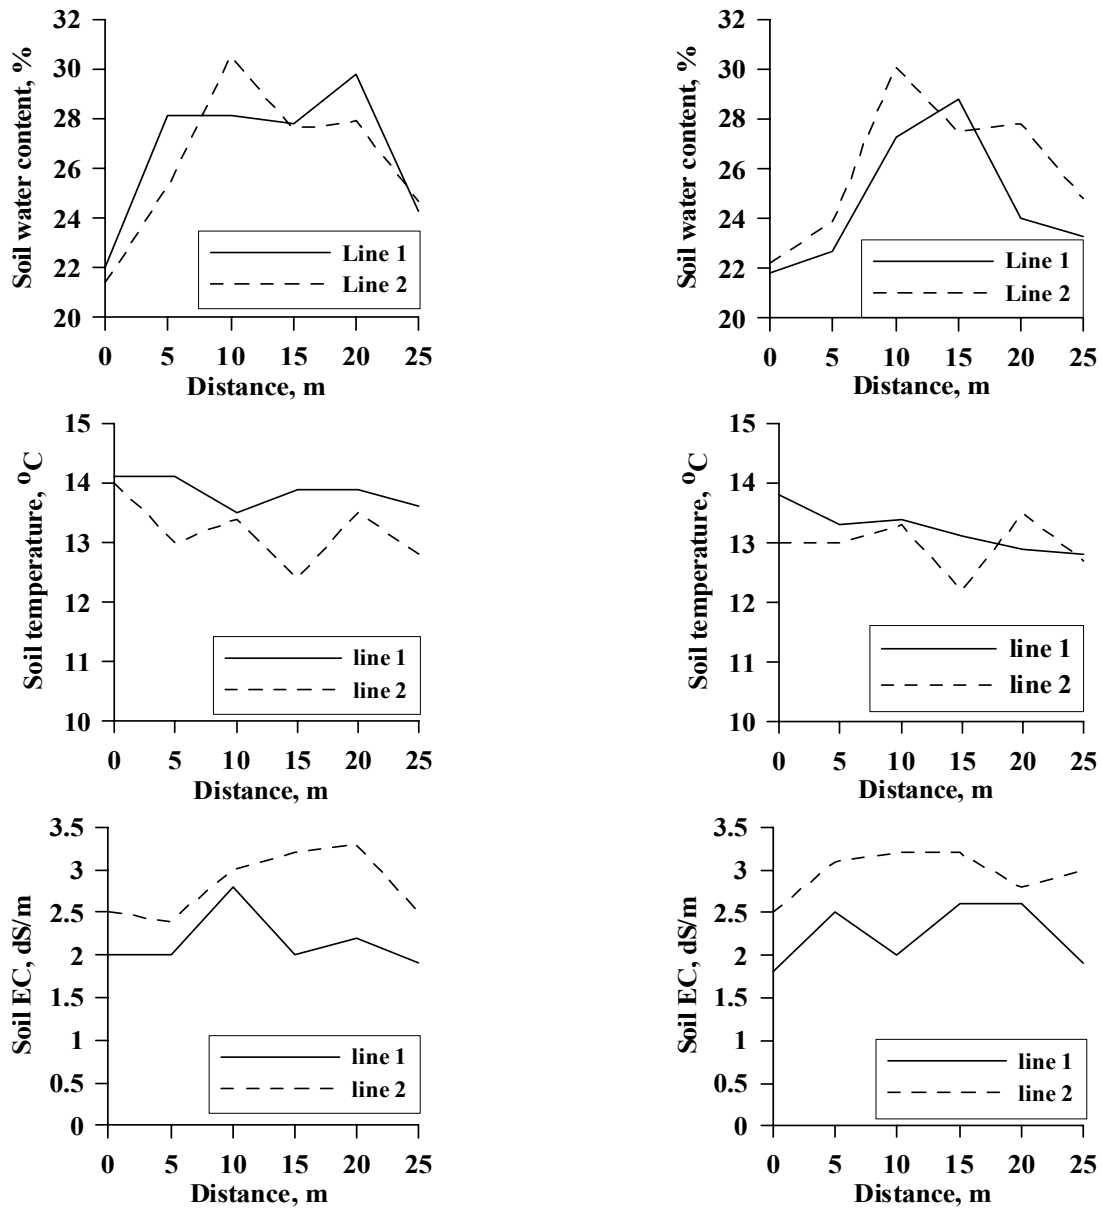 Soil water content, %
32
30
28
26
24
22
20
0 5 10 15 20 25
Distance, m
Line 1
Line 2
Soil water content, %
32
30
28
26
24
22
20
0 5 10 15 20 25
Distance, m
Line 1
Line 2
Soil temperature, ºC
15
14
13
12
11
10
0 5 10 15 20 25
Distance, m
line 1
line 2
Soil temperature, ºC
15
14
13
12
11
10
0 5 10 15 20 25
Distance, m
line 1
line 2
Soil EC, dS/m
3.5
3
2.5
2
1.5
1
0.5
0
0 5 10 15 20 25
Distance, m
line 1
line 2
Soil EC, dS/m
3.5
3
2.5
2
1.5
1
0.5
0
0 5 10 15 20 25
Distance, m
line 1
line 2